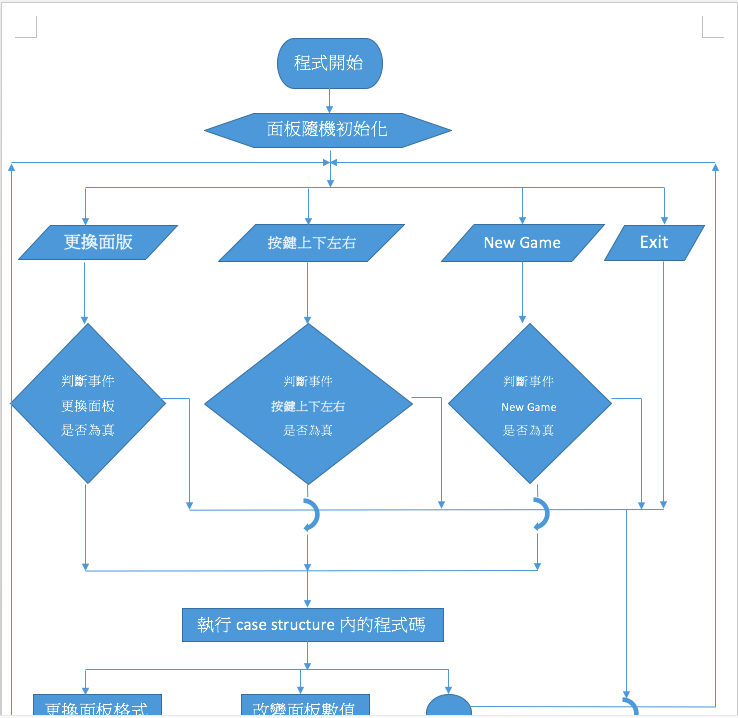 程式開始
面板隨機初始化
更換面版
按鍵上下左右
New Game
Exit
判斷事件
更換面板
是否為真
判斷事件
按鍵上下左右
是否為真
判斷事件
New Game
是否為真
執行 case structure 內的程式碼
更換面板格式
改變面板數值